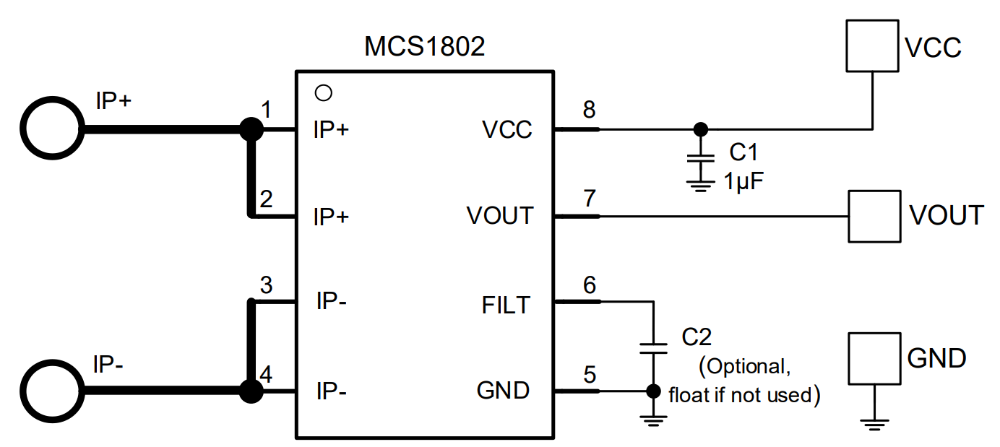 MCS1802
IP+
1
IP+
2
IP+
3
IP-
IP-
4
IP-
VCC
8
VOUT
7
FILT
6
GND
5
C1
1µF
C2
(Optional,
float if not used)
VCC
VOUT
GND